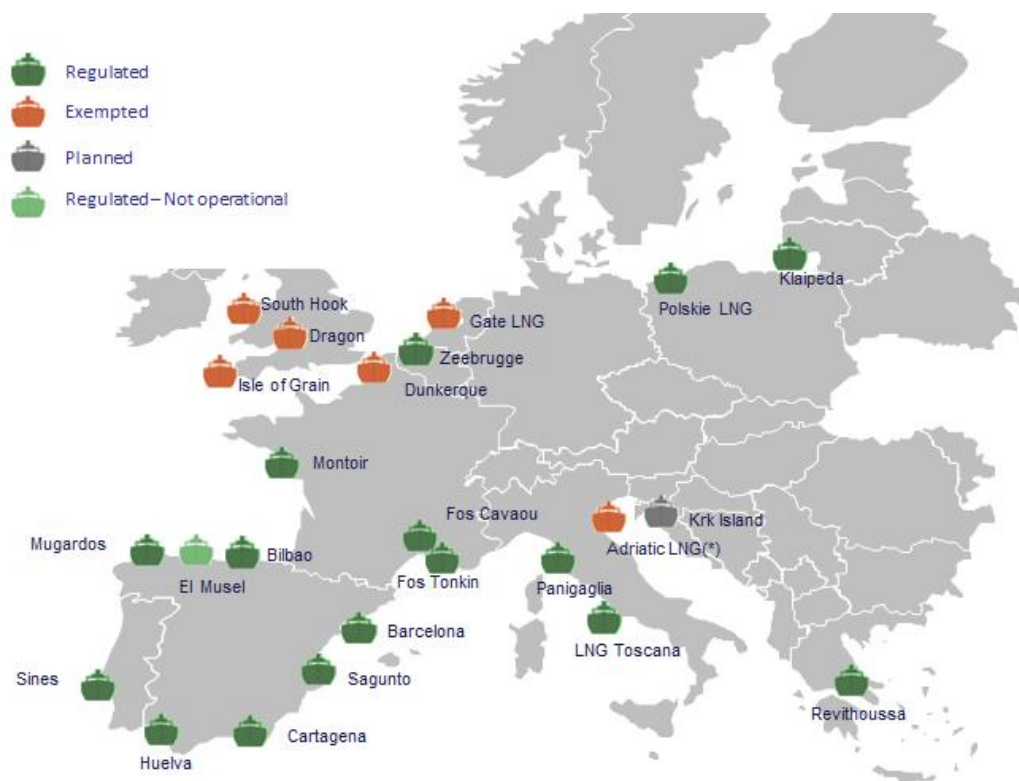 Regulated
Exempted
Planned
Regulated – Not operational
Klaipeda
Polskie LNG
South Hook
Gate LNG
Dragon
Zeebrugge
Isle of Grain
Dunkerque
Montoir
Fos Cavaou
Krk Island
Mugardos
Bilbao
Adriatic LNG(*)
El Musel
Fos Tonkin
Panigaglia
Barcelona
LNG Toscana
Sines
Sagunto
Revithoussa
Cartagena
Huelva